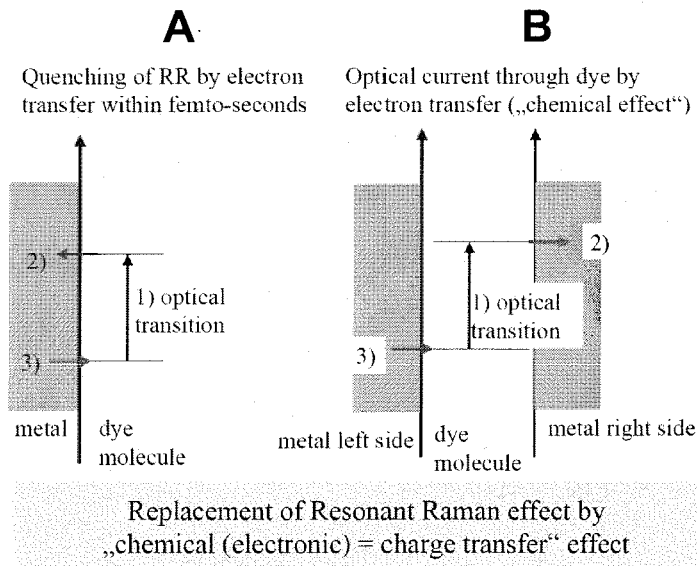 A
B
Quenching of RR by electron
transfer within femto-seconds
Optical current through dye by
electron transfer („chemical effect“)
2)
1) optical
transition
3)
metal
dye
molecule
2)
1) optical
transition
3)
metal left side
dye
molecule
metal right side
Replacement of Resonant Raman effect by
„chemical (electronic) = charge transfer“ effect